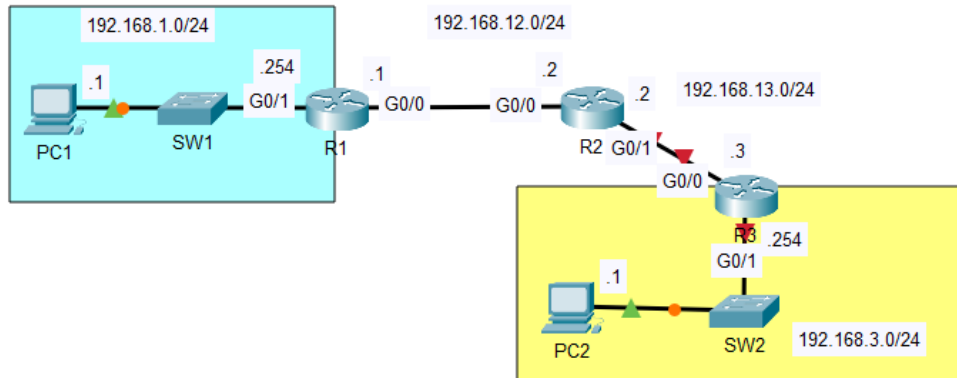 192.168.1.0/24
192.168.12.0/24
.1
.254
.1
.2
.2
192.168.13.0/24
G0/1
G0/0
G0/0
PC1
SW1
R1
R2
G0/1
.3
G0/0
R3
.254
G0/1
.1
PC2
SW2
192.168.3.0/24